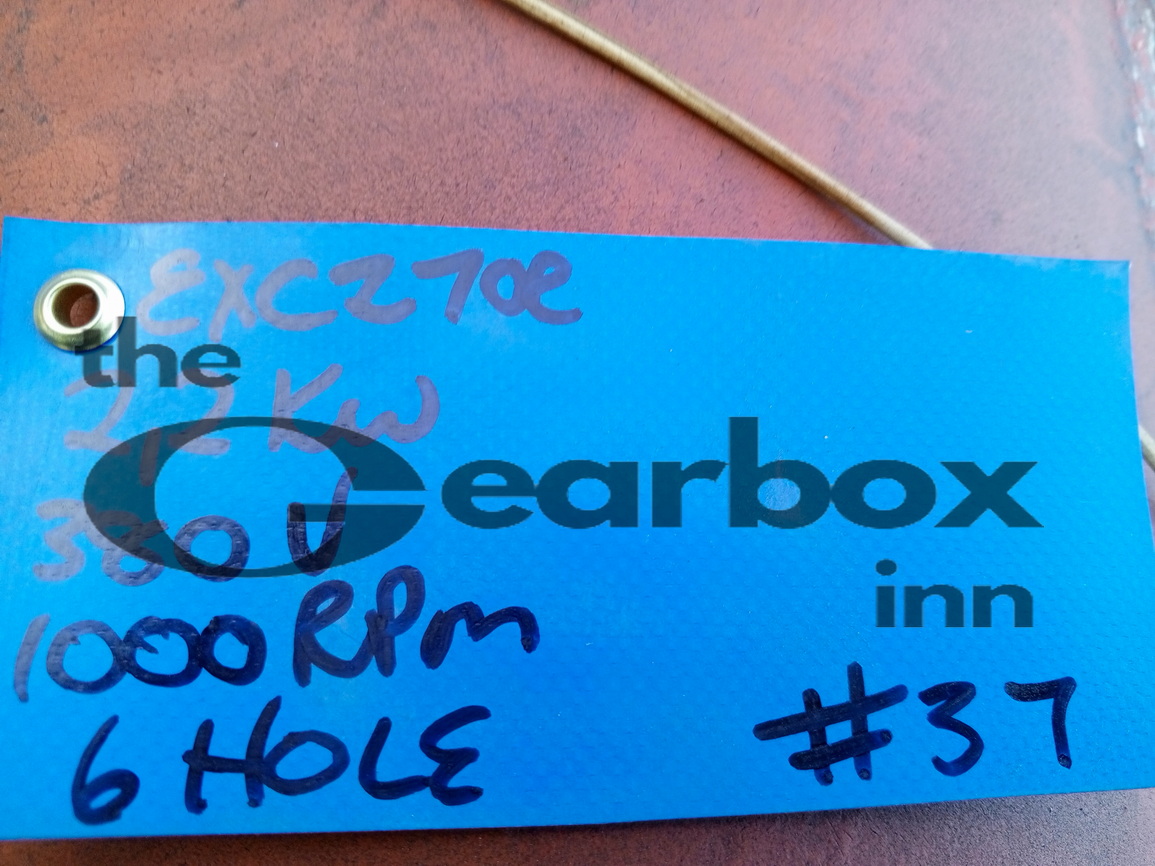 EXC270e
the
2,2 Kw
Gearbox
380 V
inn
1000 RPm
6 HOLE
#37